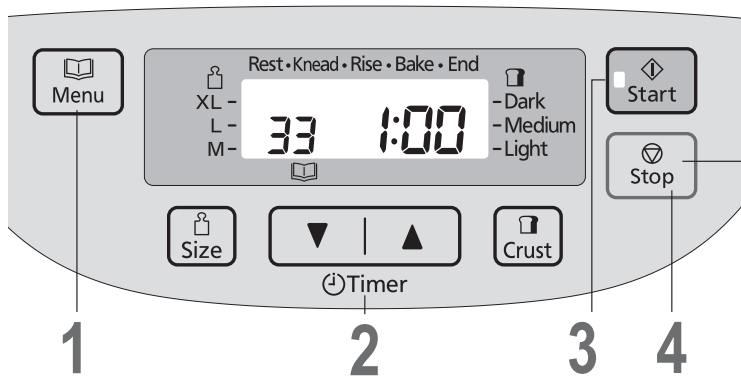 Menu
Rest • Knead • Rise • Bake • End
XL –
L –
M –
33 1:00
– Dark
– Medium
– Light
Start
Stop
Size
Crust
Timer
1
2
3
4